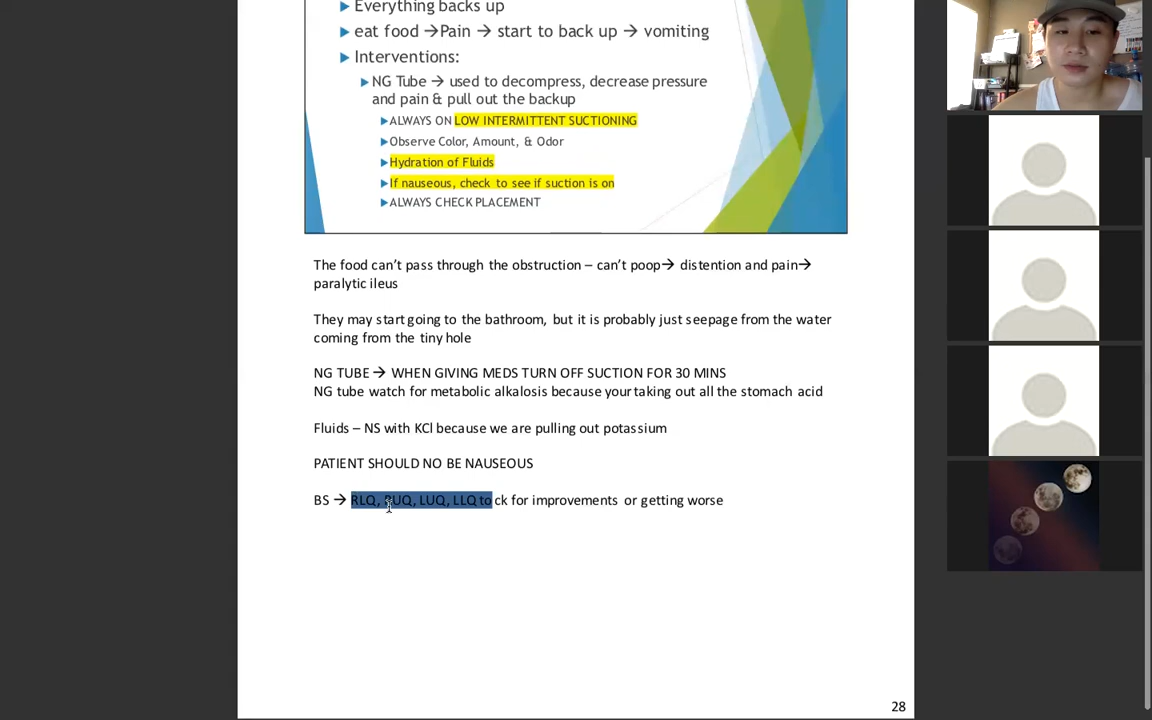 Everything backs up
eat food →Pain → start to back up → vomiting
Interventions:
NG Tube → used to decompress, decrease pressure
and pain & pull out the backup
ALWAYS ON LOW INTERMITTENT SUCTIONING
Observe Color, Amount, & Odor
Hydration of Fluids
If nauseous, check to see if suction is on
ALWAYS CHECK PLACEMENT
The food can't pass through the obstruction – can't poop→ distention and pain→
paralytic ileus
They may start going to the bathroom, but it is probably just seepage from the water
coming from the tiny hole
NG TUBE → WHEN GIVING MEDS TURN OFF SUCTION FOR 30 MINS
NG tube watch for metabolic alkalosis because your taking out all the stomach acid
Fluids – NS with KCl because we are pulling out potassium
PATIENT SHOULD NO BE NAUSEOUS
BS → RLQ, RUQ, LUQ, LLQ to ck for improvements or getting worse
28